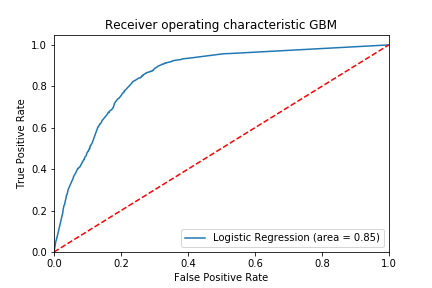 Receiver operating characteristic GBM
1.0
0.8
0.6
0.4
0.2
0.0
True Positive Rate
Logistic Regression (area = 0.85)
0.0 0.2 0.4 0.6 0.8 1.0
False Positive Rate